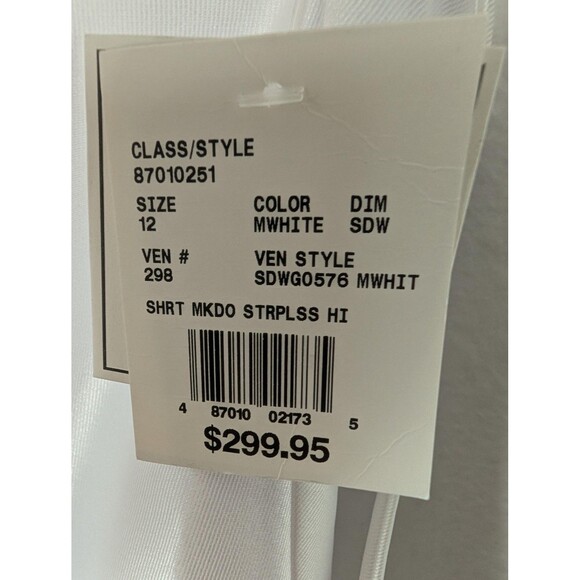 CLASS/STYLE
87010251
SIZE COLOR DIM
12 MWHITE SDW
VEN # VEN STYLE
298 SDWG0576 MWHIT
SHRT MKDO STRPLSS HI
4 87010 02173 5
$299.95